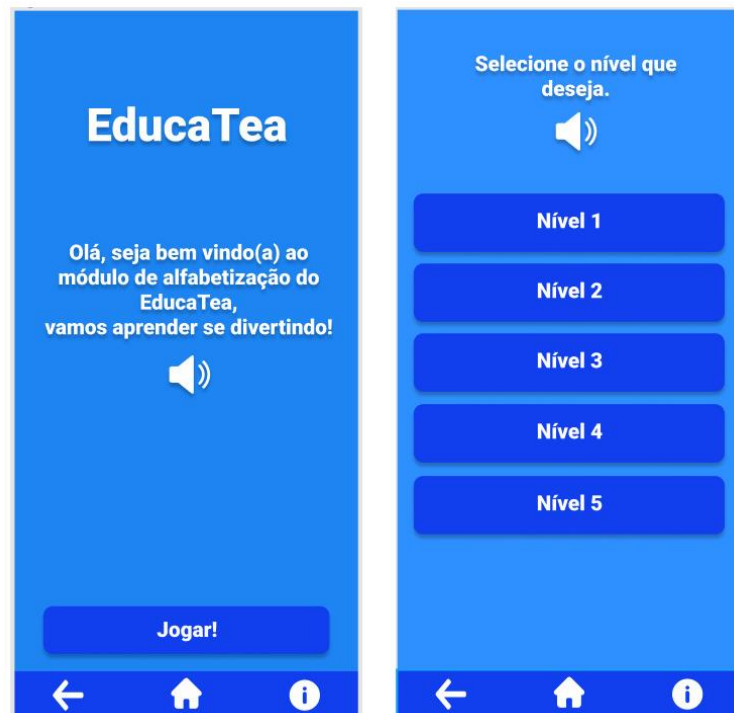 EducaTea
Olá, seja bem vindo(a) ao
módulo de alfabetização do
EducaTea,
vamos aprender se divertindo!
Jogar!
Selecione o nível que
deseja.
Nível 1
Nível 2
Nível 3
Nível 4
Nível 5